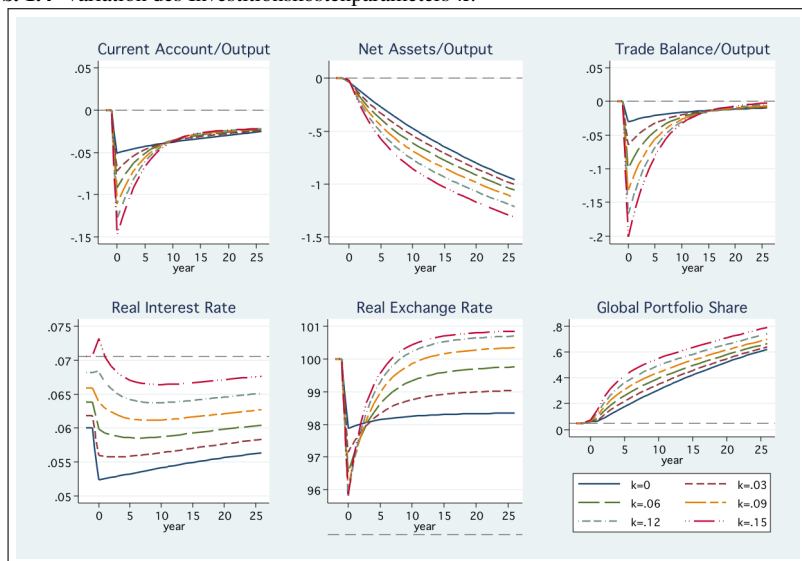 Variation des Investitionskostenparameters κ.
Current Account/Output
.05
0
-.05
-.1
-.15
0 5 10 15 20 25
year
Net Assets/Output
0
-.5
-1
-1.5
0 5 10 15 20 25
year
Trade Balance/Output
.05
0
-.05
-.1
-.15
-.2
0 5 10 15 20 25
year
Real Interest Rate
.075
.07
.065
.06
.055
.05
0 5 10 15 20 25
year
Real Exchange Rate
101
100
99
98
97
96
0 5 10 15 20 25
year
Global Portfolio Share
.8
.6
.4
.2
0
0 5 10 15 20 25
year
k=0 k=.03
k=.06 k=.09
k=.12 k=.15